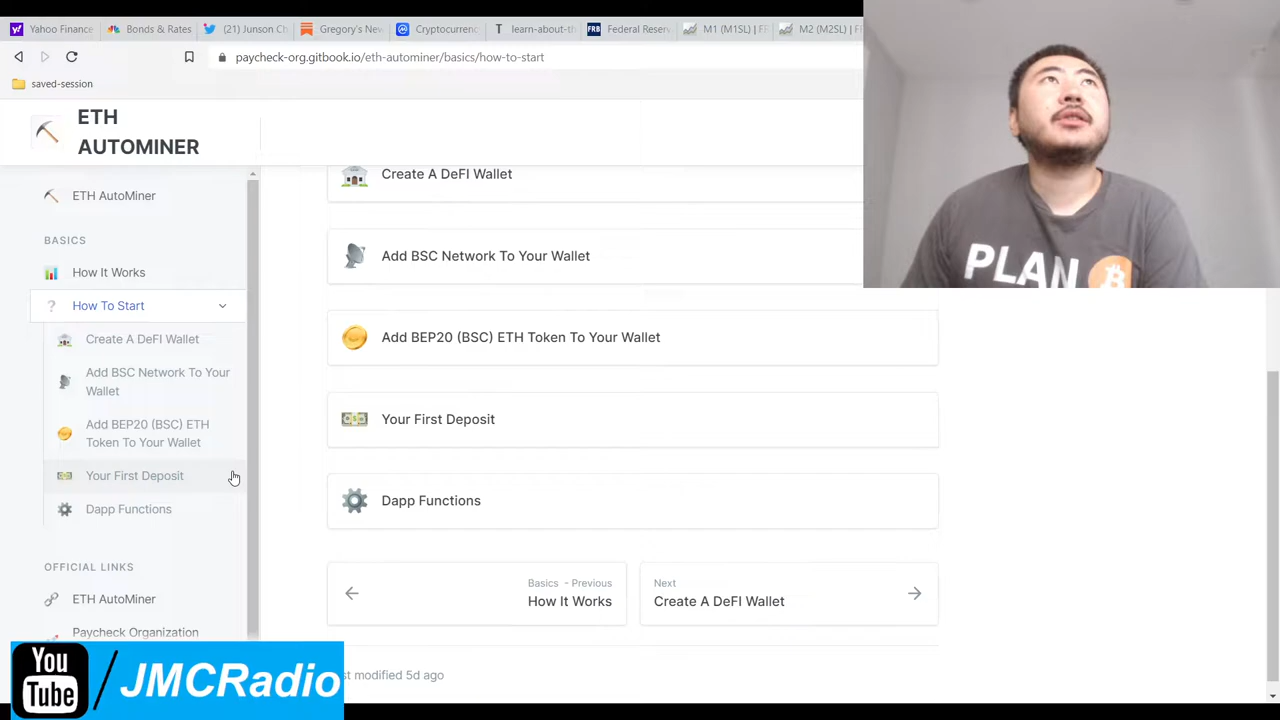 Yahoo Finance
Bonds & Rates
(21) Junson Ch
Gregory's New
Cryptocurrenc
learn-about-th
Federal Reserv
M1 (M1SL) | F
M2 (M2SL) | FF
paycheck-org.gitbook.io/eth-autominer/basics/how-to-start
saved-session
ETH
AUTOMINER
ETH AutoMiner
BASICS
How It Works
How To Start
Create A DeFI Wallet
Add BSC Network To Your
Wallet
Add BEP20 (BSC) ETH
Token To Your Wallet
Your First Deposit
Dapp Functions
OFFICIAL LINKS
ETH AutoMiner
Paycheck Organization
Create A DeFI Wallet
Add BSC Network To Your Wallet
Add BEP20 (BSC) ETH Token To Your Wallet
Your First Deposit
Dapp Functions
Basics - Previous
How It Works
Next
Create A DeFI Wallet
st modified 5d ago
PLAN
You
Tube
/JMCRadio